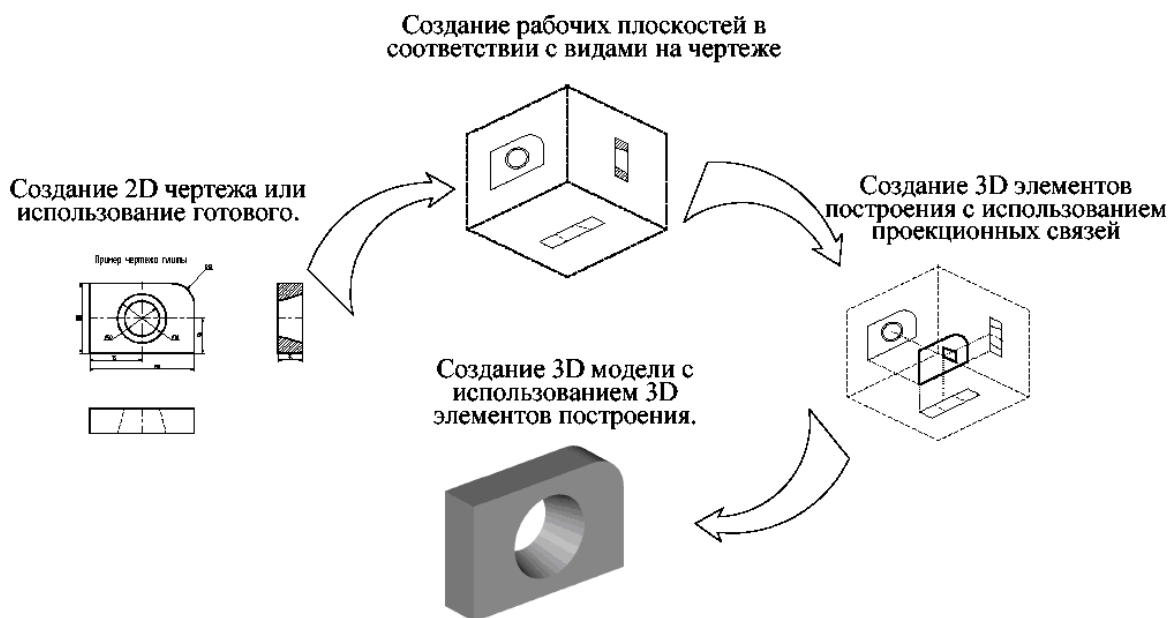 Создание рабочих плоскостей в
соответствии с видами на чертеже
Создание 2D чертежа или
использование готового.
Пример чертежа плиты
Создание 3D элементов
построения с использованием
проекционных связей
Создание 3D модели с
использованием 3D
элементов построения.